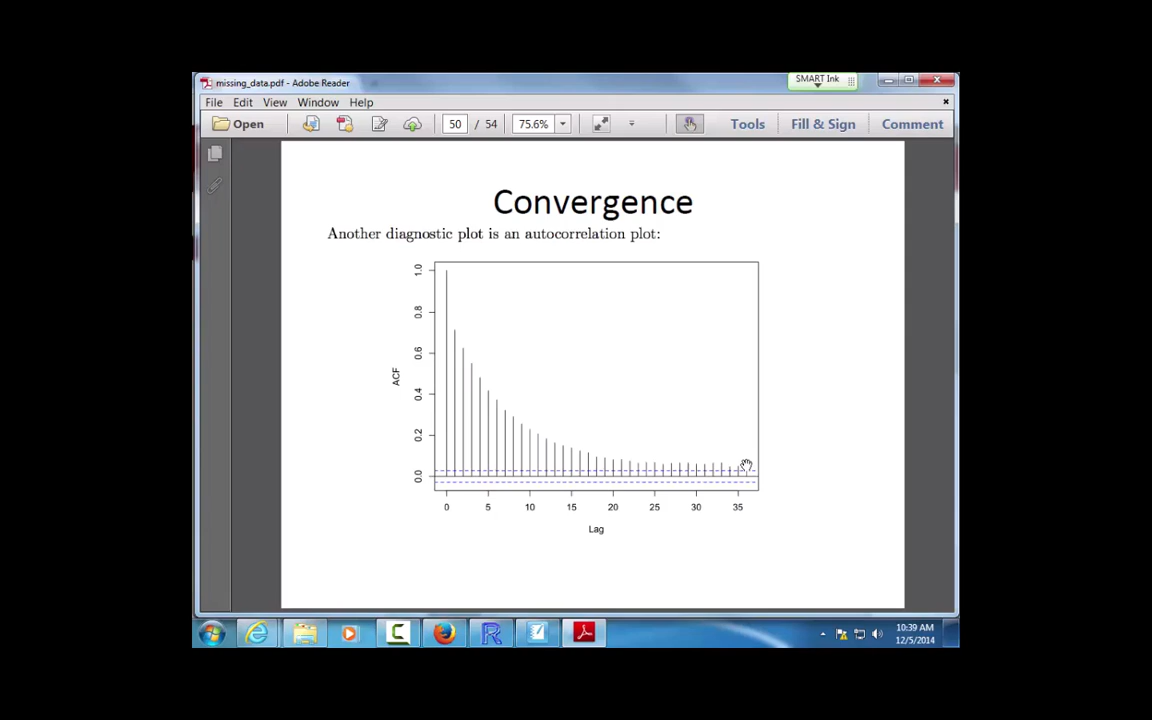 missing_data.pdf - Adobe Reader
SMART Ink
File Edit View Window Help
Open 50 / 54 75.6% Tools Fill & Sign Comment
Convergence
Another diagnostic plot is an autocorrelation plot:
1.0
0.8
0.6
0.4
0.2
0.0
ACF
0 5 10 15 20 25 30 35
Lag
10:39 AM
12/5/2014